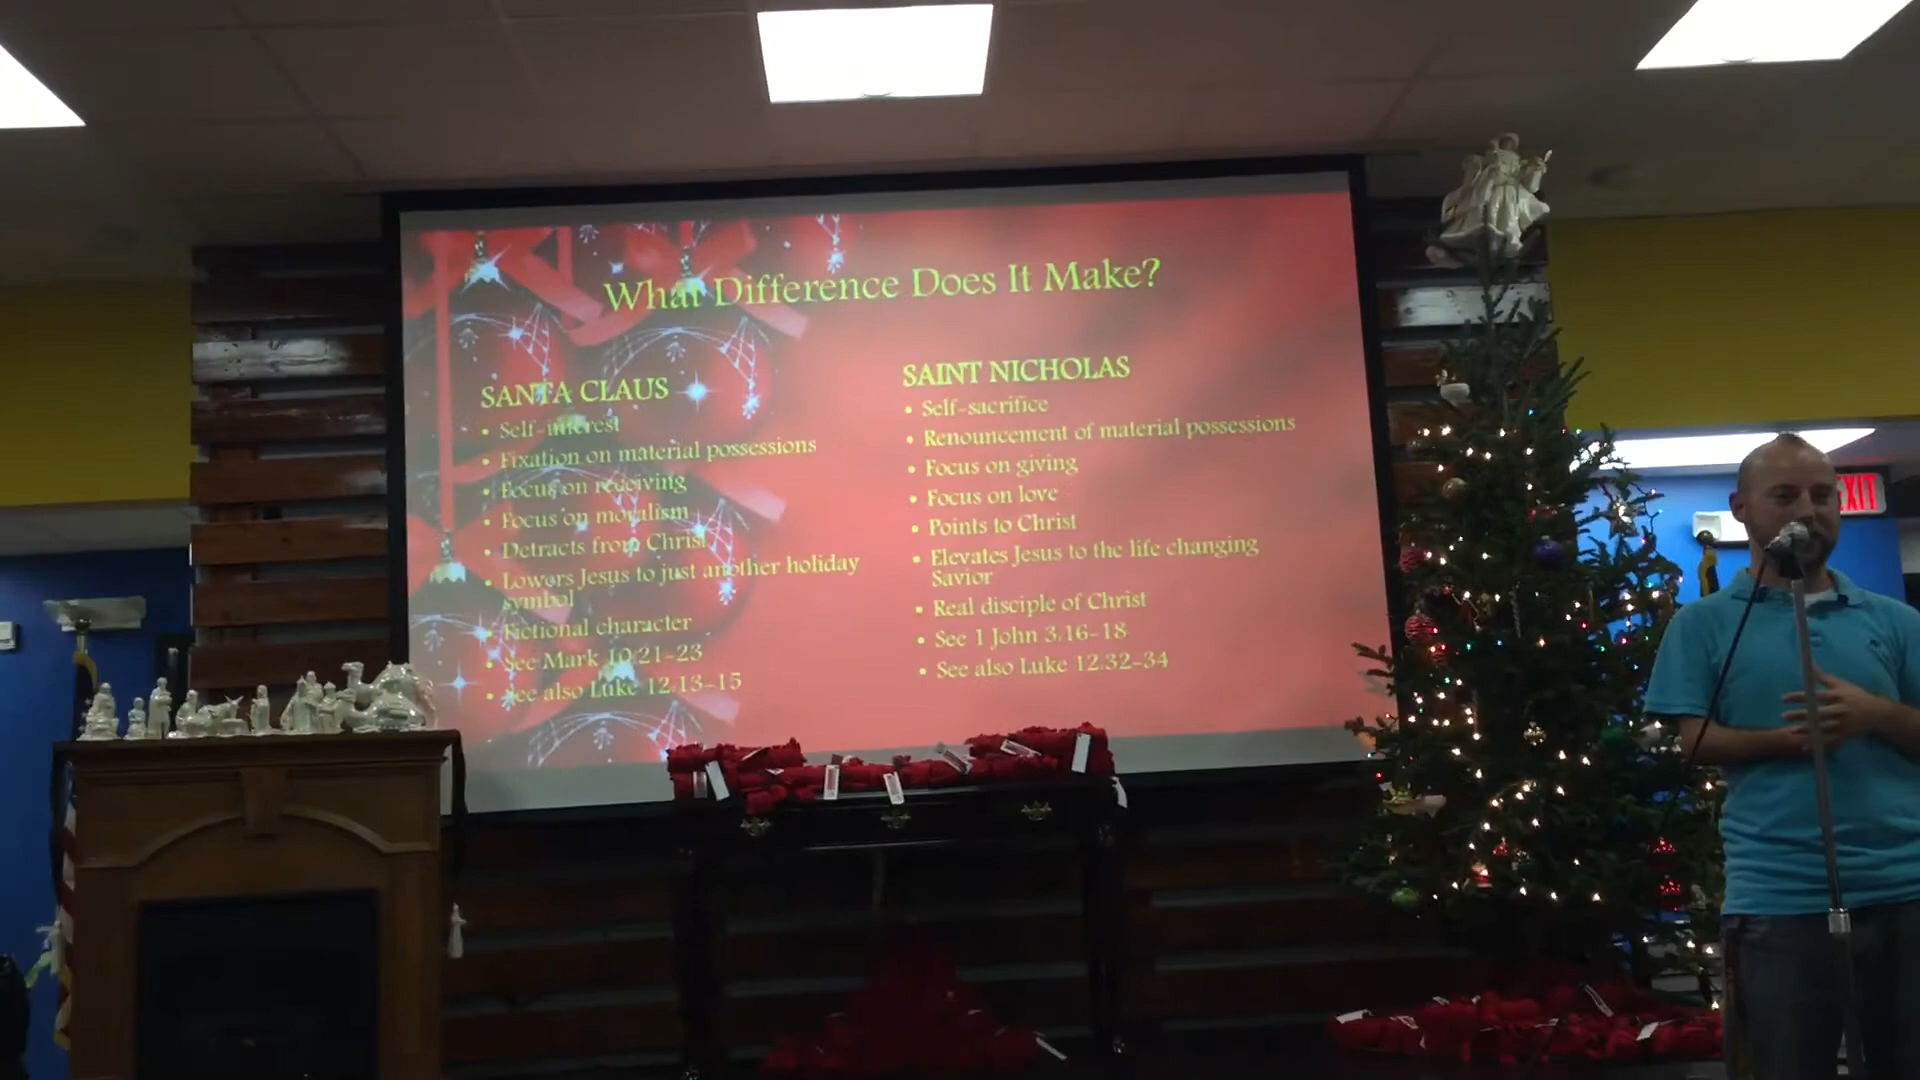 What Difference Does It Make?
SANTA CLAUS
• Self-interest
• Fixation on material possessions
• Focus on receiving
• Focus on moralism
• Detracts from Christ
• Lowers Jesus to just another holiday
symbol
• Fictional character
• See Mark 10.21-23
• See also Luke 12.13-15
SAINT NICHOLAS
• Self-sacrifice
• Renouncement of material possessions
• Focus on giving
• Focus on love
• Points to Christ
• Elevates Jesus to the life changing
Savior
• Real disciple of Christ
• See 1 John 3.16-18
• See also Luke 12.32-34
EXIT